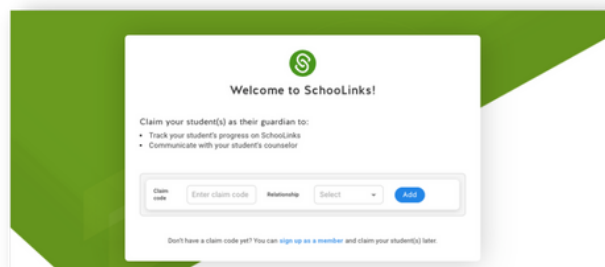 Welcome to SchooLinks!
Claim your student(s) as their guardian to:
• Track your student's progress on SchooLinks
• Communicate with your student's counselor
Claim code Enter claim code Relationship Select Add
Don't have a claim code yet? You can sign up as a member and claim your student(s) later.